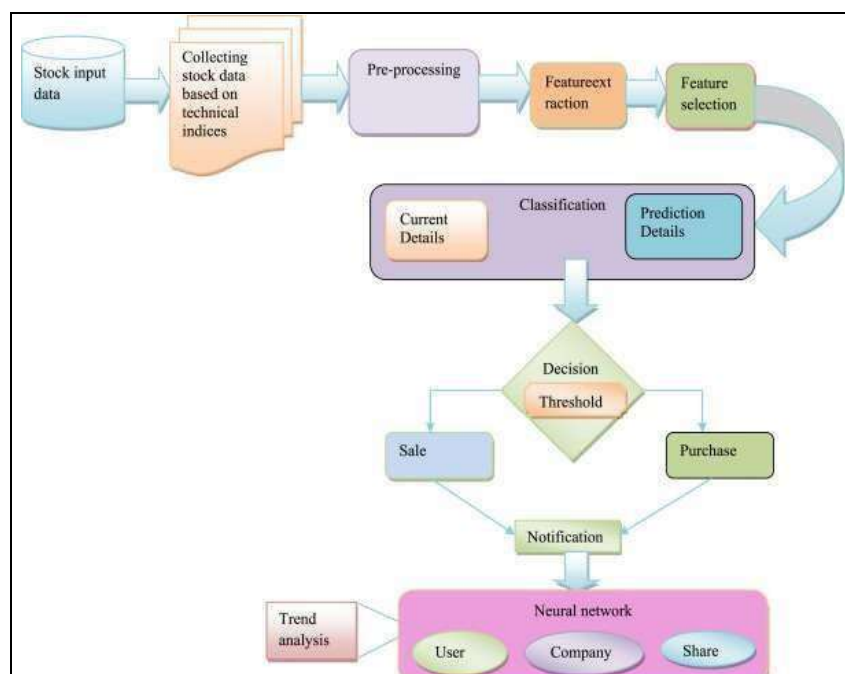 Stock input
data
Collecting
stock data
based on
technical
indices
Pre-processing
Featureext
raction
Feature
selection
Classification
Current
Details
Prediction
Details
Decision
Threshold
Sale
Purchase
Notification
Neural network
Trend
analysis
User
Company
Share